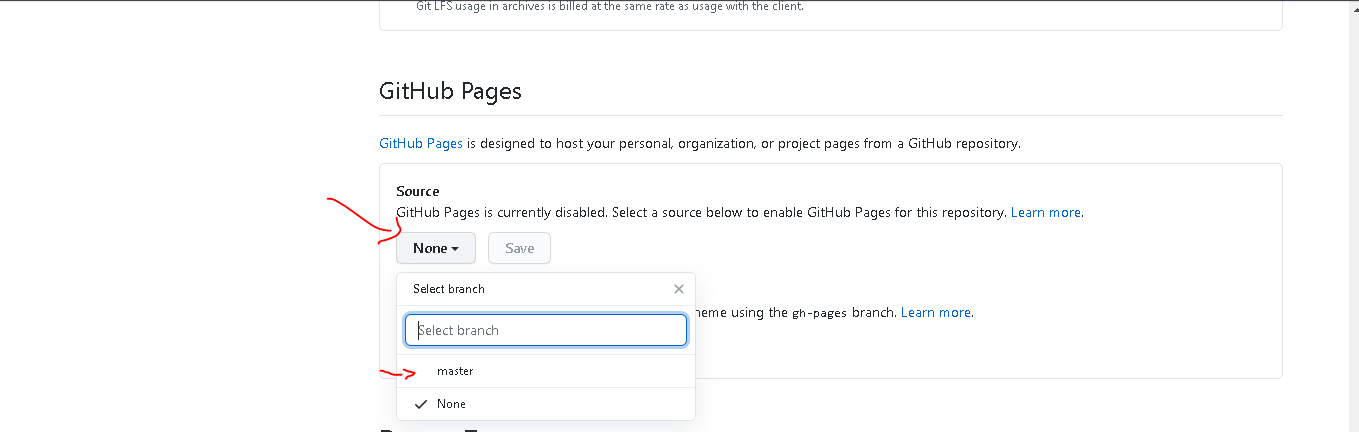 Git LFS usage in archives is billed at the same rate as usage with the client.
GitHub Pages
GitHub Pages is designed to host your personal, organization, or project pages from a GitHub repository.
Source
GitHub Pages is currently disabled. Select a source below to enable GitHub Pages for this repository. Learn more.
None
Save
Select branch
using the gh-pages branch. Learn more.
Select branch
master
None